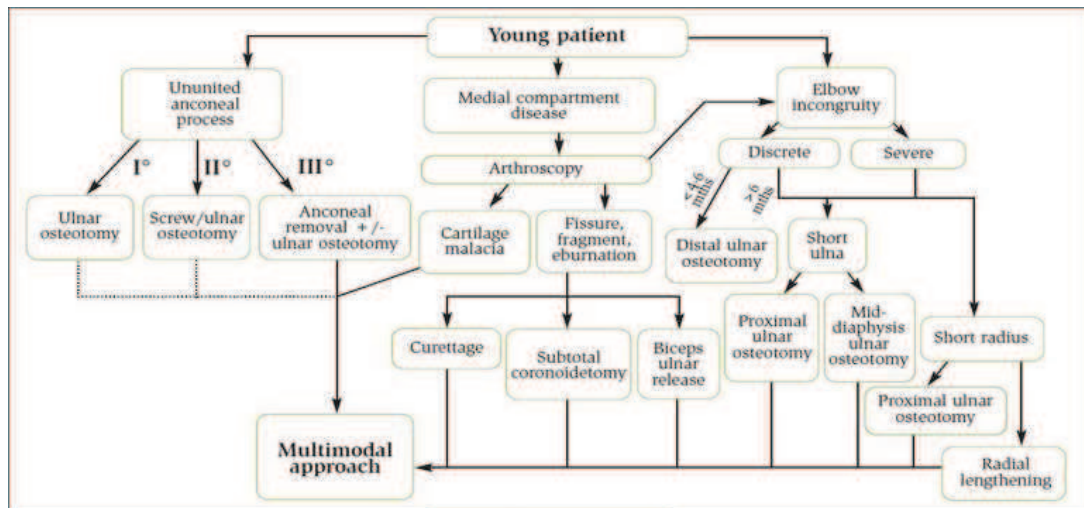 Young patient
Ununited
anconeal
process
Medial compartment
disease
Elbow
incongruity
I°
II°
III°
Arthroscopy
Discrete
Severe
< 4-6
mths
>6
mths
Ulnar
osteotomy
Screw/ulnar
osteotomy
Anconeal
removal +/-
ulnar osteotomy
Cartilage
malacia
Fissure,
fragment,
eburnation
Distal ulnar
osteotomy
Short
ulna
Curettage
Subtotal
coronoidetomy
Biceps
ulnar
release
Proximal
ulnar
osteotomy
Mid-
diaphysis
ulnar
osteotomy
Short radius
Proximal ulnar
osteotomy
Multimodal
approach
Radial
lengthening